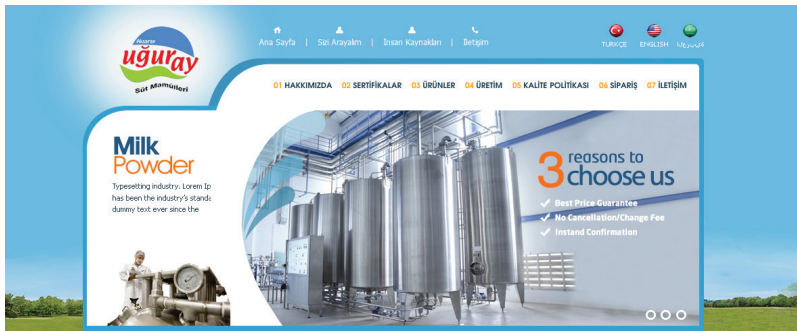 Aksaray
uğuray
Süt Mamülleri
Ana Sayfa | Sizi Arayalım | İnsan Kaynakları | İletişim
TÜRKÇE ENGLISH
01 HAKKIMIZDA 02 SERTİFİKALAR 03 ÜRÜNLER 04 ÜRETİM 05 KALİTE POLİTİKASI 06 SİPARİŞ 07 İLETİŞİM
Milk
Powder
Typesetting industry. Lorem Ip
has been the industry's standa
dummy text ever since the
3 reasons to
choose us
Best Price Guarantee
No Cancellation/Change Fee
Instand Confirmation